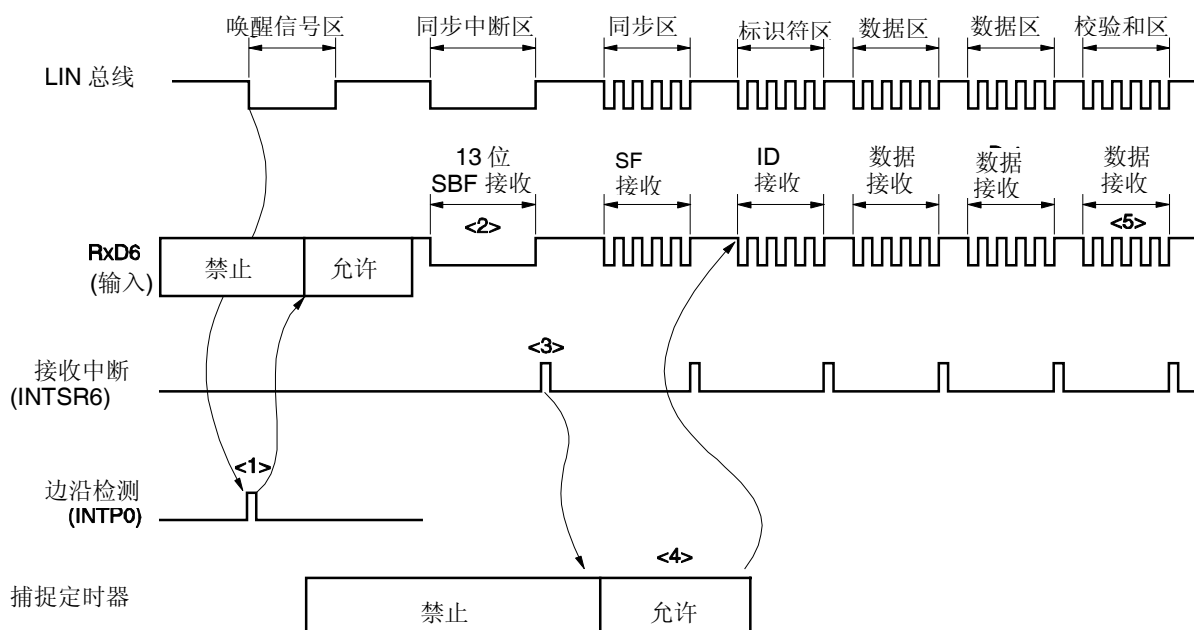 唤醒信号区 同步中断区 同步区 标识符区 数据区 数据区 校验和区
LIN 总线
13 位
SBF 接收
<2>
SF
接收
ID
接收
数据
接收
数据
接收
数据
接收
<5>
RxD6
(输入)
禁止 允许
接收中断
(INTSR6)
<3>
边沿检测
(INTP0)
<1>
捕捉定时器
禁止 允许
<4>